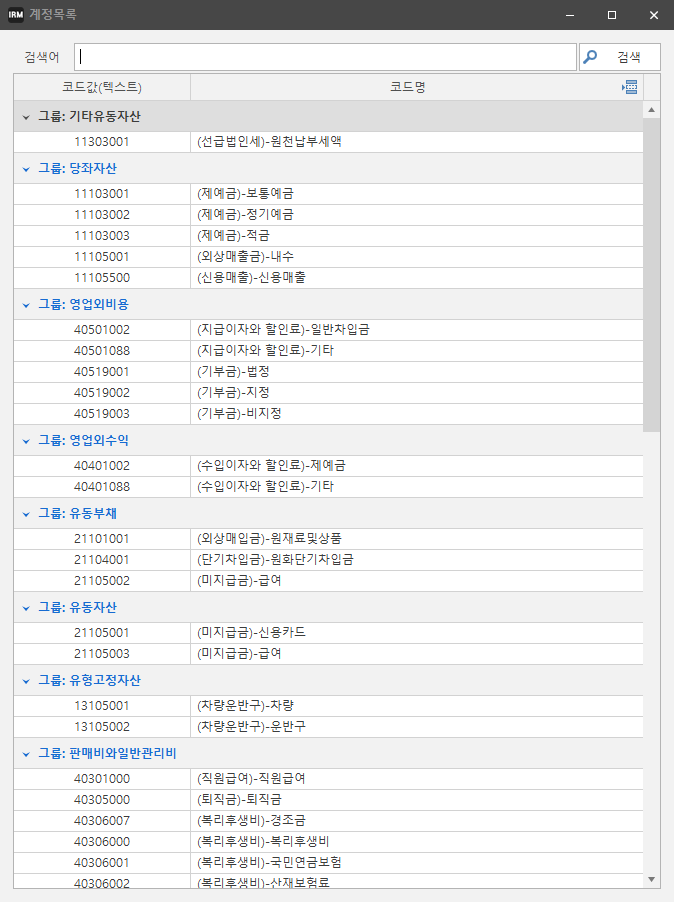 IRM 계정목록
검색어 검색
코드값(텍스트) 코드명
그룹: 기타유동자산
11303001 (선급법인세)-원천납부세액
그룹: 당좌자산
11103001 (제예금)-보통예금
11103002 (제예금)-정기예금
11103003 (제예금)-적금
11105001 (외상매출금)-내수
11105500 (신용매출)-신용매출
그룹: 영업외비용
40501002 (지급이자와 할인료)-일반차입금
40501088 (지급이자와 할인료)-기타
40519001 (기부금)-법정
40519002 (기부금)-지정
40519003 (기부금)-비지정
그룹: 영업외수익
40401002 (수입이자와 할인료)-제예금
40401088 (수입이자와 할인료)-기타
그룹: 유동부채
21101001 (외상매입금)-원재료및상품
21104001 (단기차입금)-원화단기차입금
21105002 (미지급금)-급여
그룹: 유동자산
21105001 (미지급금)-신용카드
21105003 (미지급금)-급여
그룹: 유형고정자산
13105001 (차량운반구)-차량
13105002 (차량운반구)-운반구
그룹: 판매비와일반관리비
40301000 (직원급여)-직원급여
40305000 (퇴직금)-퇴직금
40306007 (복리후생비)-경조금
40306000 (복리후생비)-복리후생비
40306001 (복리후생비)-국민연금보험
40306002 (복리후생비)-산재보험료